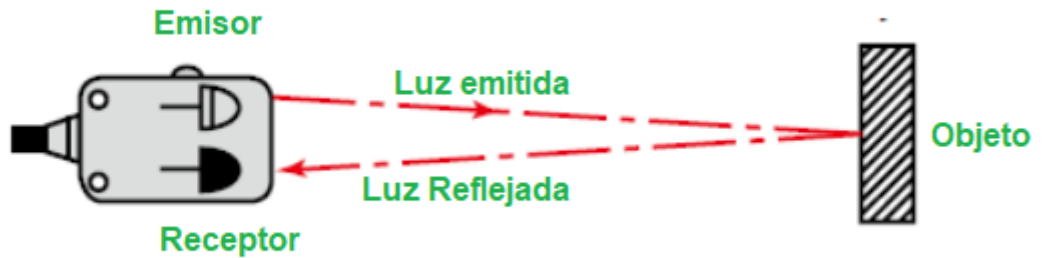 Emisor
Luz emitida
Objeto
Luz Reflejada
Receptor